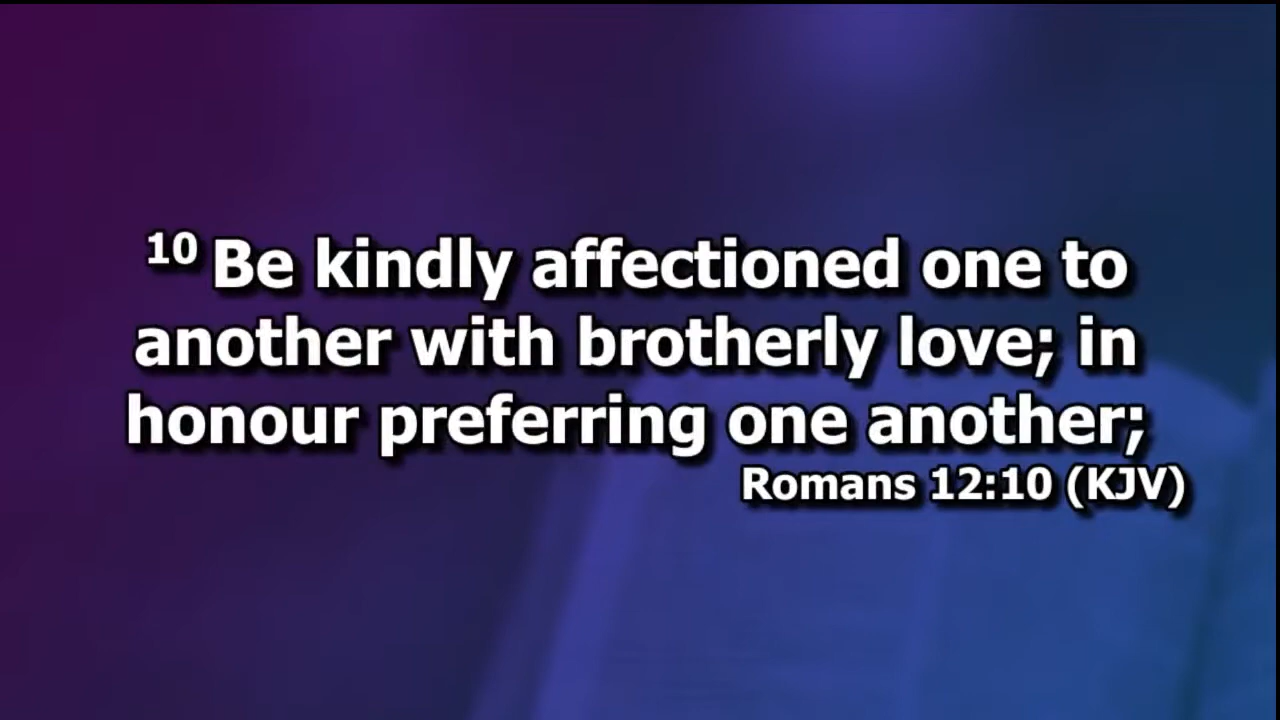 10 Be kindly affectioned one to
another with brotherly love; in
honour preferring one another;
Romans 12:10 (KJV)